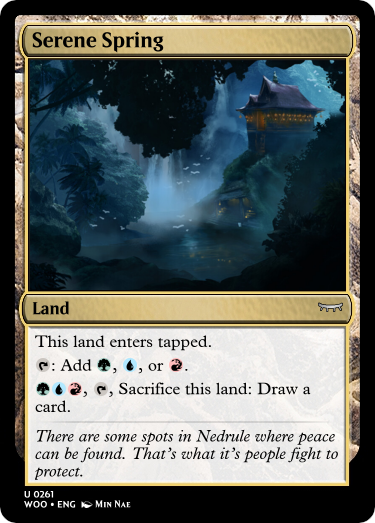 Serene Spring
Land
This land enters tapped.
: Add , , or .
, , Sacrifice this land: Draw a
card.
There are some spots in Nedrule where peace
can be found. That's what it's people fight to
protect.
U 0261
WOO • ENG Min Nae